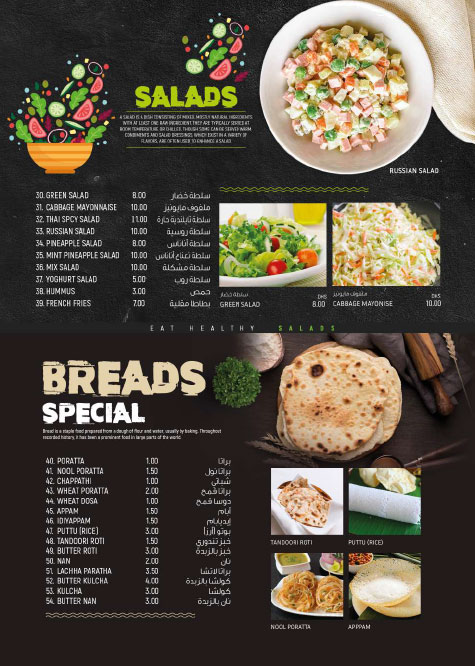 SALADS
A SALAD IS A DISH CONSISTING OF MIXED, MOSTLY NATURAL INGREDIENTS
WITH AT LEAST ONE RAW INGREDIENT. THEY ARE TYPICALLY SERVED AT
ROOM TEMPERATURE OR CHILLED, THOUGH SOME CAN BE SERVED WARM.
CONDIMENTS AND SALAD DRESSINGS, WHICH EXIST IN A VARIETY OF
FLAVORS, ARE OFTEN USED TO ENHANCE A SALAD.
RUSSIAN SALAD
30. GREEN SALAD 8.00 سلطة خضار
31. CABBAGE MAYONNAISE 10.00 ملفوف مايونيز
32. THAI SPCY SALAD 11.00 سلطة تايلندية حارة
33. RUSSIAN SALAD 10.00 سلطة روسية
34. PINEAPPLE SALAD 8.00 سلطة أناناس
35. MINT PINEAPPLE SALAD 10.00 سلطة نعناع أناناس
36. MIX SALAD 10.00 سلطة مشكلة
37. YOGHURT SALAD 5.00 سلطة روب
38. HUMMUS 3.00 حمص
39. FRENCH FRIES 7.00 بطاطا مقلية
سلطة خضار DHS
GREEN SALAD 8.00
ملفوف مايونيز DHS
CABBAGE MAYONISE 10.00
EAT HEALTHY SALADS
BREADS
SPECIAL
Bread is a staple food prepared from a dough of flour and water, usually by baking. Throughout
recorded history, it has been a prominent food in large parts of the world.
40. PORATTA 1.00 براتا
41. NOOL PORATTA 1.50 براتا نول
42. CHAPPATHI 1.00 شباتي
43. WHEAT PORATTA 2.00 براتا قمح
44. WHEAT DOSA 1.00 دوسا قمح
45. APPAM 1.50 أبام
46. IDIYAPPAM 1.50 إيديابام
47. PUTTU (RICE) 3.00 بوتو (أرز)
48. TANDOORI ROTI 1.50 خبز تندوري
49. BUTTER ROTI 3.00 خبز بالزبدة
50. NAN 2.00 نان
51. LACHHA PARATHA 3.50 براتا لاتشا
52. BUTTER KULCHA 4.00 كولشا بالزبدة
53. KULCHA 3.00 كولشا
54. BUTTER NAN 3.00 نان بالزبدة
TANDOORI ROTI
PUTTU (RICE)
NOOL PORATTA
APPPAM